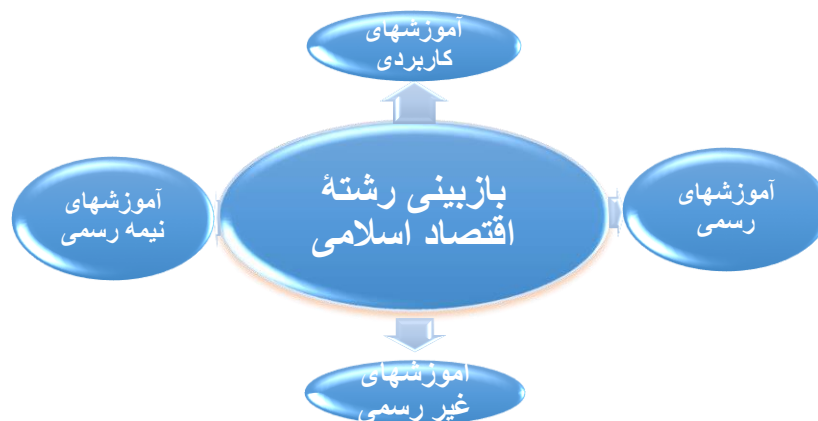 آموزشهای
کاربردی
بازبینی رشتهٔ
اقتصاد اسلامی
آموزشهای
رسمی
آموزشهای
نیمه رسمی
آموزشهای
غیر رسمی